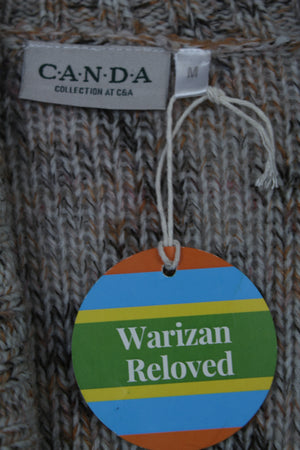 C·A·N·D·A
COLLECTION AT C&A
M
Warizan
Reloved